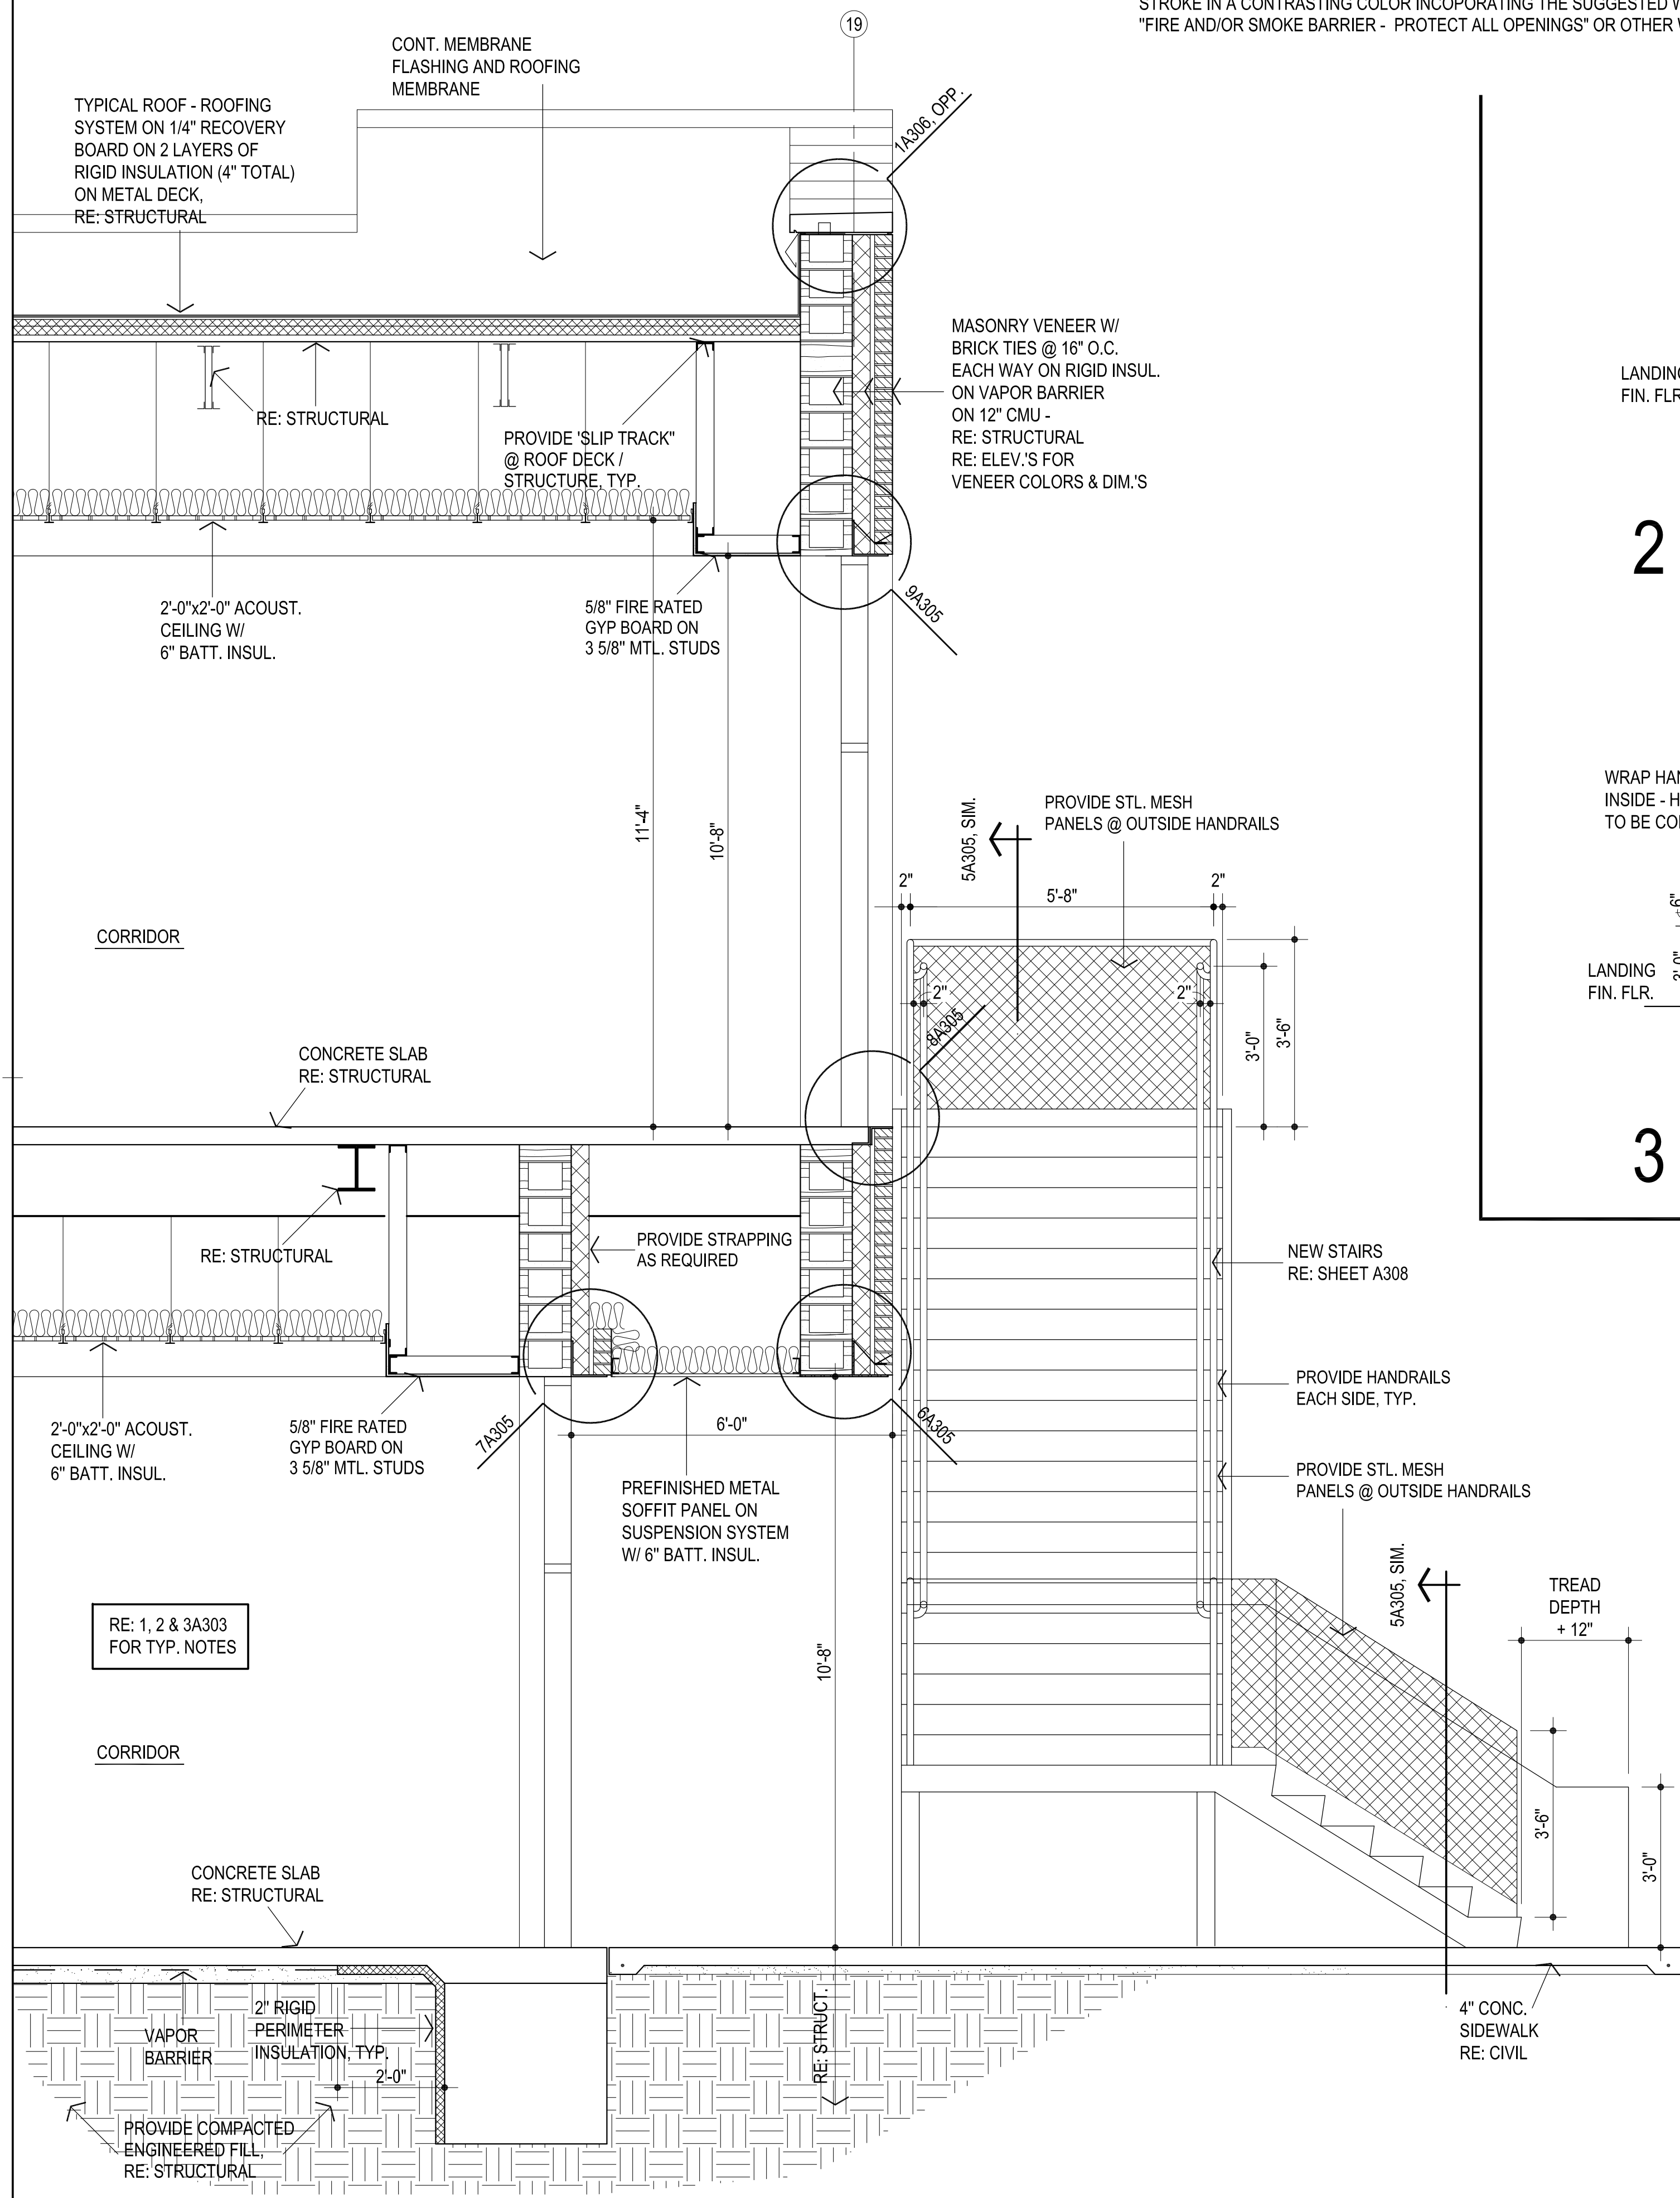 STROKE IN A CONTRASTING COLOR INCOPORATING THE SUGGESTED
"FIRE AND/OR SMOKE BARRIER - PROTECT ALL OPENINGS" OR OTHER
19
CONT. MEMBRANE
FLASHING AND ROOFING
MEMBRANE
TYPICAL ROOF - ROOFING
SYSTEM ON 1/4" RECOVERY
BOARD ON 2 LAYERS OF
RIGID INSULATION (4" TOTAL)
ON METAL DECK,
RE: STRUCTURAL
1A306, OPP.
MASONRY VENEER W/
BRICK TIES @ 16" O.C.
EACH WAY ON RIGID INSUL.
ON VAPOR BARRIER
ON 12" CMU -
RE: STRUCTURAL
RE: ELEV.'S FOR
VENEER COLORS & DIM.'S
RE: STRUCTURAL
PROVIDE 'SLIP TRACK"
@ ROOF DECK /
STRUCTURE, TYP.
2'-0"x2'-0" ACOUST.
CEILING W/
6" BATT. INSUL.
5/8" FIRE RATED
GYP BOARD ON
3 5/8" MTL. STUDS
9A305
LANDING
FIN. FLR
2
11'-4"
10'-8"
5A305, SIM.
PROVIDE STL. MESH
PANELS @ OUTSIDE HANDRAILS
2"
5'-8"
2"
2"
2"
8A305
3'-0"
3'-6"
WRAP
INSIDE -
TO BE
6"
3'-0"
LANDING
FIN. FLR.
3
CORRIDOR
CONCRETE SLAB
RE: STRUCTURAL
RE: STRUCTURAL
PROVIDE STRAPPING
AS REQUIRED
NEW STAIRS
RE: SHEET A308
PROVIDE HANDRAILS
EACH SIDE, TYP.
PROVIDE STL. MESH
PANELS @ OUTSIDE HANDRAILS
2'-0"x2'-0" ACOUST.
CEILING W/
6" BATT. INSUL.
5/8" FIRE RATED
GYP BOARD ON
3 5/8" MTL. STUDS
7A305
6'-0"
6A305
PREFINISHED METAL
SOFFIT PANEL ON
SUSPENSION SYSTEM
W/ 6" BATT. INSUL.
5A305, SIM.
TREAD
DEPTH
+ 12"
RE: 1, 2 & 3A303
FOR TYP. NOTES
10'-8"
CORRIDOR
3'-6"
3'-0"
CONCRETE SLAB
RE: STRUCTURAL
VAPOR
BARRIER
2" RIGID
PERIMETER
INSULATION, TYP.
2'-0"
RE: STRUCT.
4" CONC.
SIDEWALK
RE: CIVIL
PROVIDE COMPACTED
ENGINEERED FILL,
RE: STRUCTURAL